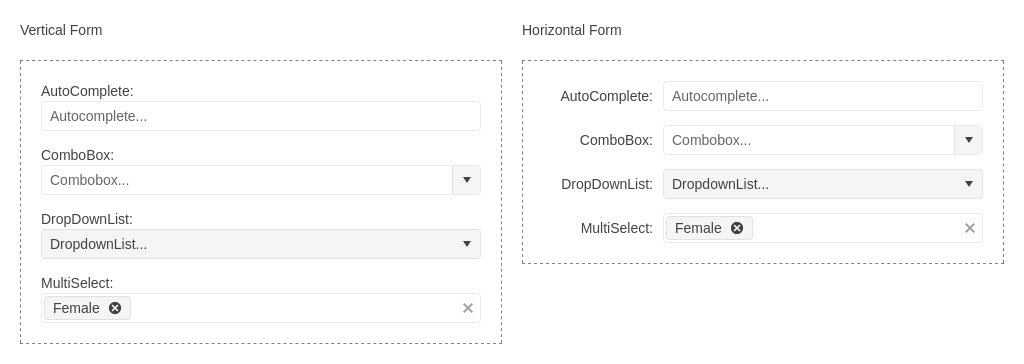 Vertical Form
AutoComplete:
Autocomplete...
ComboBox:
Combobox...
DropDownList:
DropdownList...
MultiSelect:
Female
Horizontal Form
AutoComplete: Autocomplete...
ComboBox: Combobox...
DropDownList: DropdownList...
MultiSelect: Female